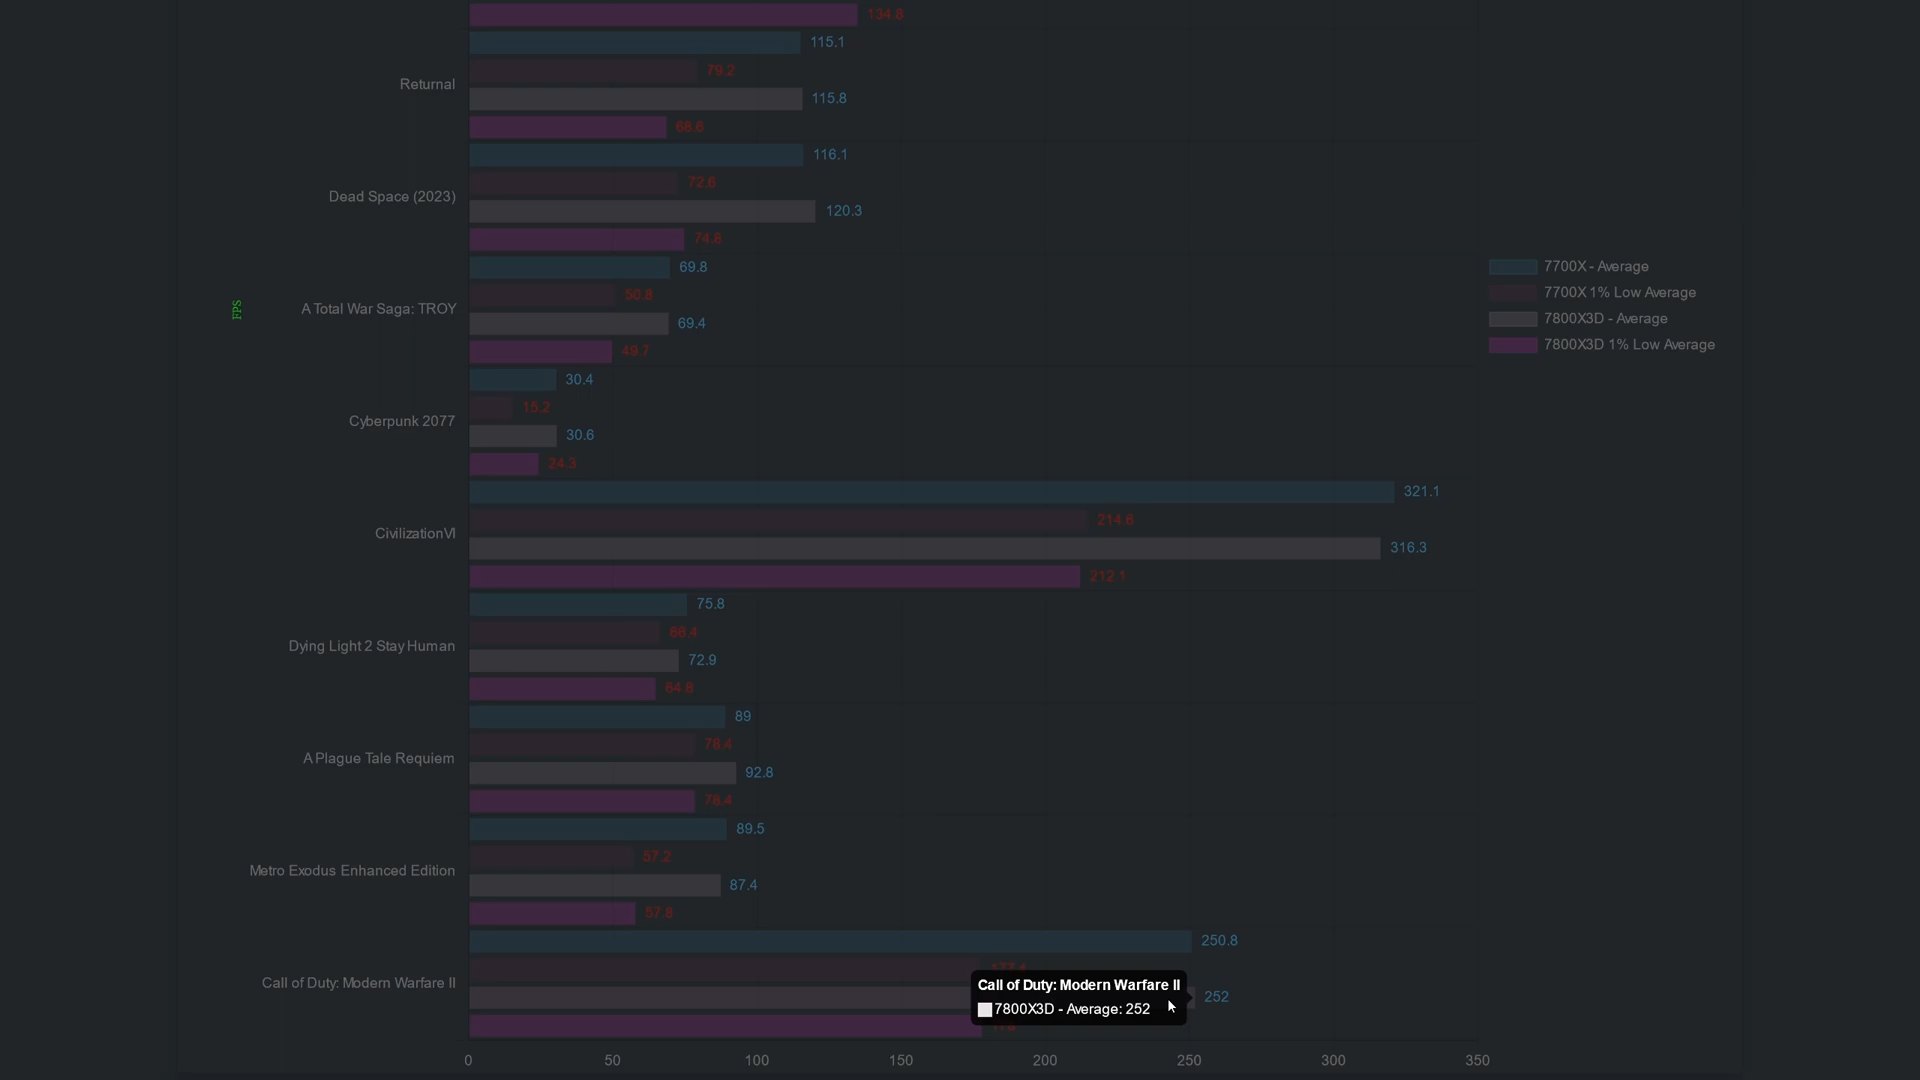 134.8
115.1
79.2
Returnal
115.8
68.6
116.1
72.6
Dead Space (2023)
120.3
74.8
69.8
7700X - Average
50.8
7700X 1% Low Average
FPS
A Total War Saga: TROY
7800X3D - Average
69.4
7800X3D 1% Low Average
49.7
30.4
15.2
Cyberpunk 2077
30.6
24.3
321.1
214.6
CivilizationVI
316.3
212.1
75.8
66.4
Dying Light 2 Stay Human
72.9
64.8
89
78.4
A Plague Tale Requiem
92.8
78.4
89.5
57.2
Metro Exodus Enhanced Edition
87.4
57.8
250.8
Call of Duty: Modern Warfare II
Call of Duty: Modern Warfare II
252
7800X3D - Average: 252
0 50 100 150 200 250 300 350